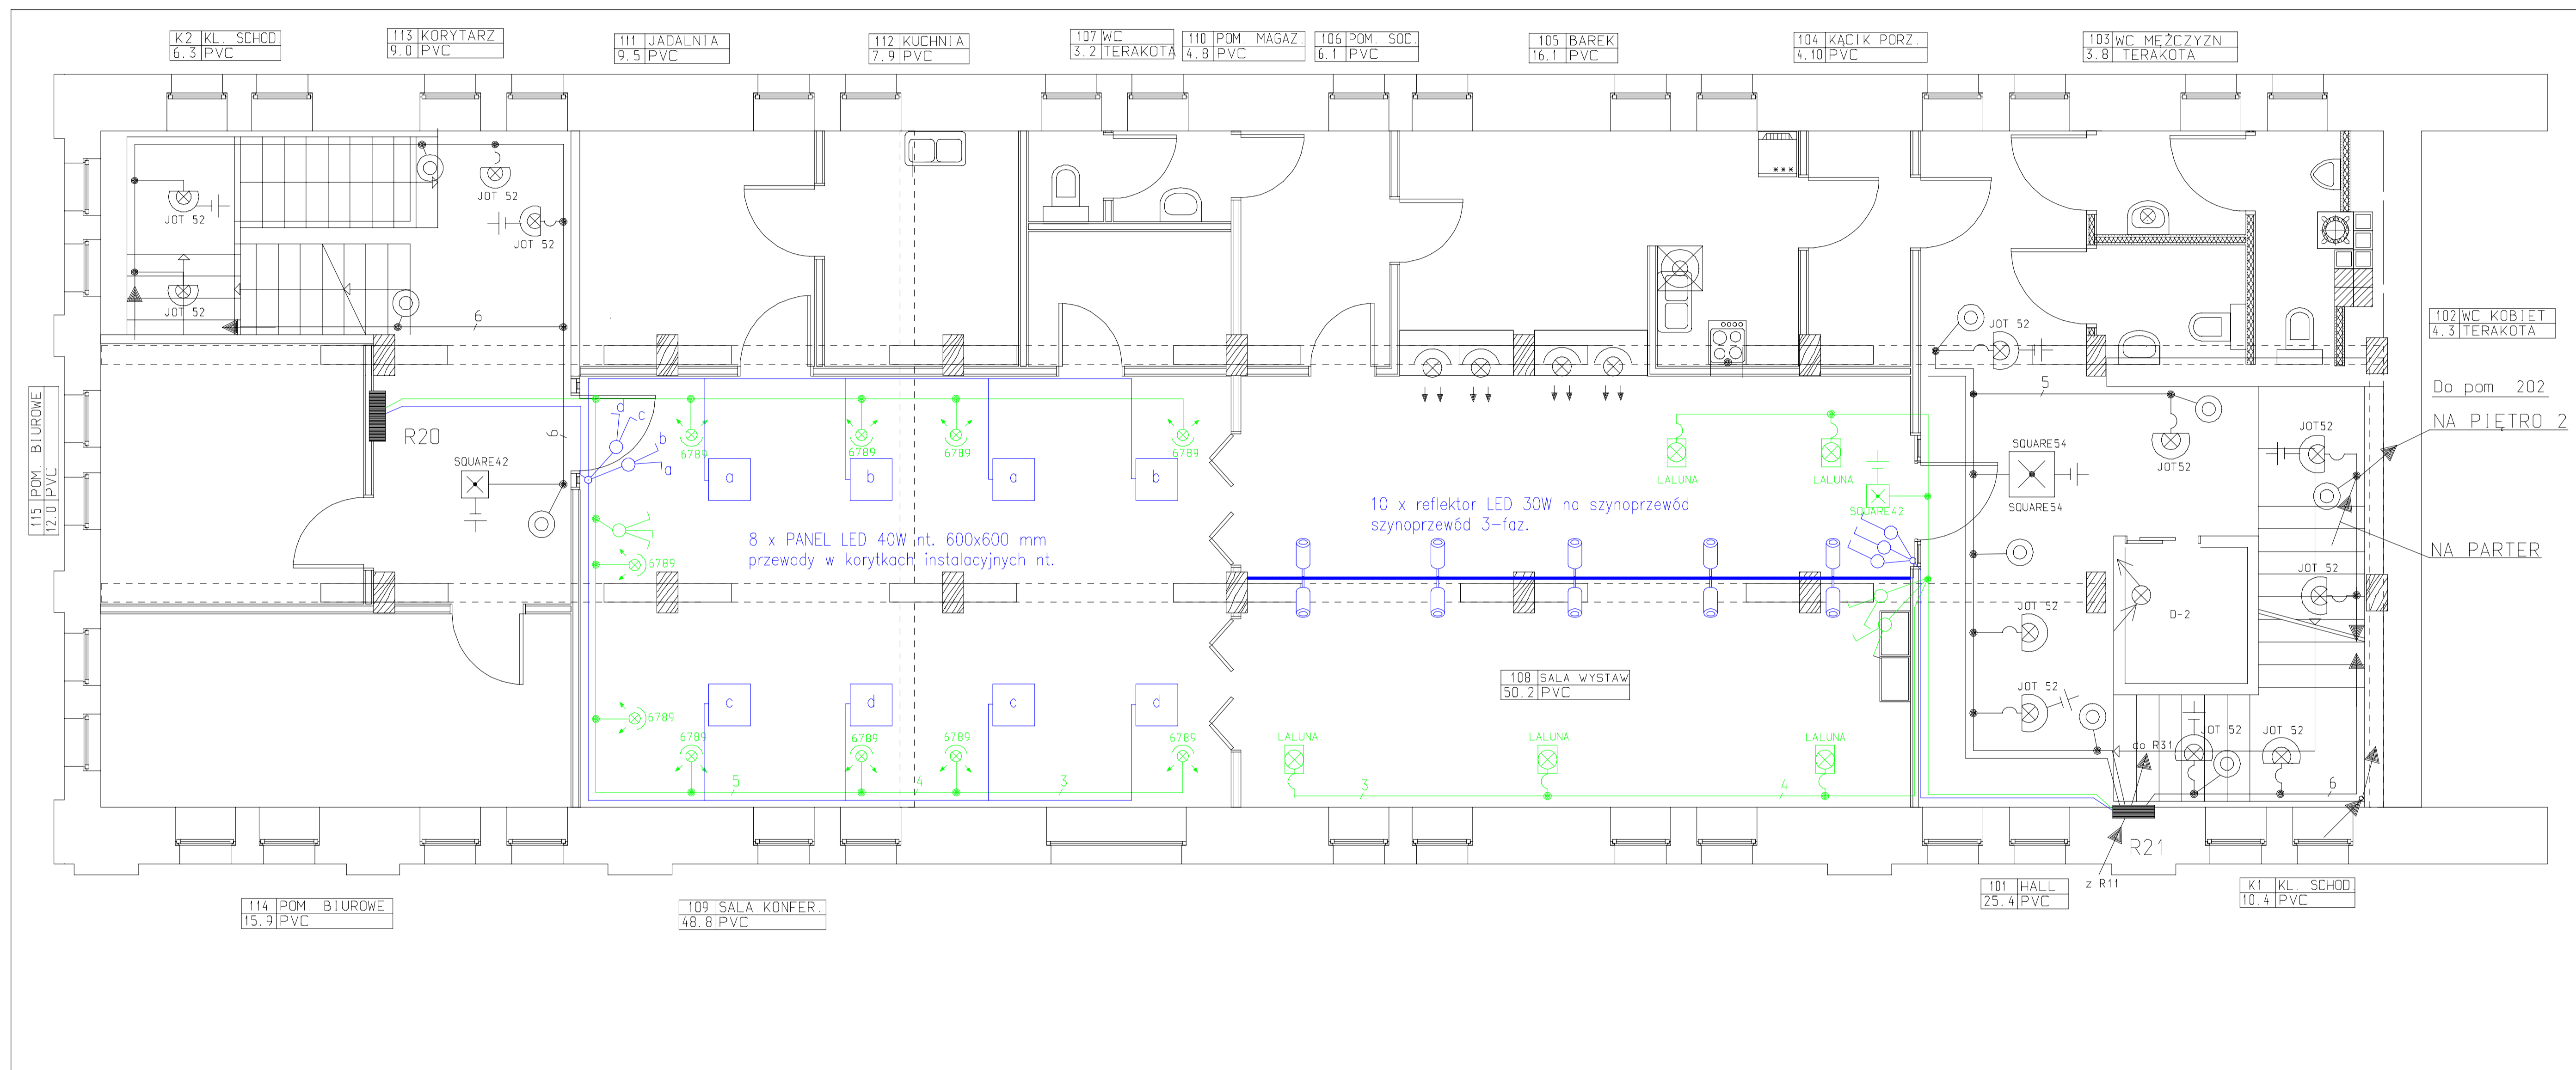 K2 KL. SCHOD
6.3 PVC
113 KORYTARZ
9.0 PVC
111 JADALNIA
9.5 PVC
112 KUCHNIA
7.9 PVC
107 WC
3.2 TERAKOTA
110 POM. MAGAZ
4.8 PVC
106 POM. SOC.
6.1 PVC
105 BAREK
16.1 PVC
104 KĄCIK PORZ.
4.10 PVC
103 WC MĘŻCZYZN
3.8 TERAKOTA
JOT 52
JOT 52
JOT 52
JOT 52
6
102 WC KOBIET
4.3 TERAKOTA
Do pom. 202
NA PIĘTRO 2
NA PARTER
115 POM. BIUROWE
12.0 PVC
R20
SQUARE42
6
d
c
b
a
6789
6789
6789
6789
a
b
a
b
8 x PANEL LED 40W nt. 600x600 mm
przewody w korytkach instalacyjnych nt.
6789
6789
c
d
c
d
6789
6789
6789
6789
5
4
3
LALUNA
LALUNA
SQUARE42
10 x reflektor LED 30W na szynoprzewód
szynoprzewód 3-faz.
108 SALA WYSTAW
50.2 PVC
LALUNA
LALUNA
LALUNA
3
4
JOT 52
5
SQUARE54
SQUARE54
JOT52
JOT52
JOT 52
JOT 52
JOT 52
D-2
do R31
JOT 52
JOT 52
6
R21
z R11
114 POM. BIUROWE
15.9 PVC
109 SALA KONFER.
48.8 PVC
101 HALL
25.4 PVC
K1 KL. SCHOD
10.4 PVC